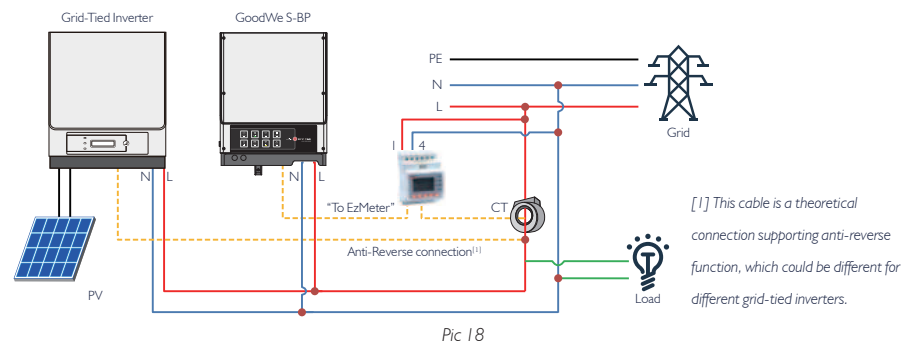 Grid-Tied Inverter
GoodWe S-BP
PE
N
L
Grid
1 4
N L
N L
"To EzMeter"
CT
Anti-Reverse connection[1]
PV
Load
[1] This cable is a theoretical
connection supporting anti-reverse
function, which could be different for
different grid-tied inverters.
Pic 18